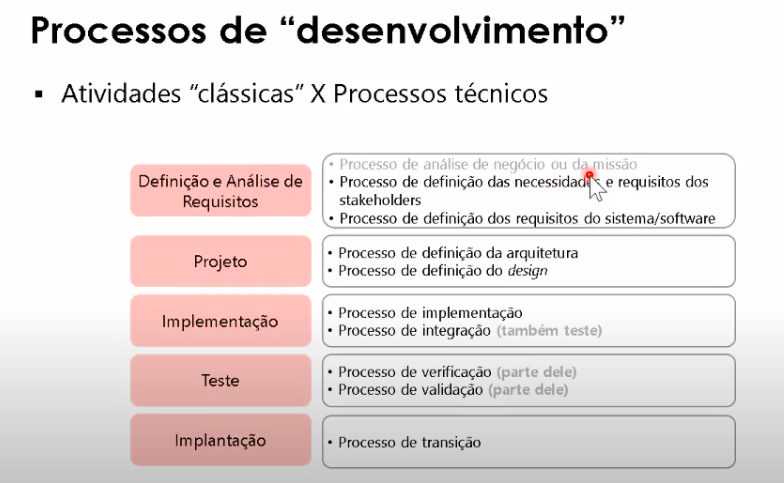 Processos de “desenvolvimento”
▪ Atividades “clássicas” X Processos técnicos
Definição e Análise de
Requisitos
• Processo de análise de negócio ou da missão
• Processo de definição das necessidades e requisitos dos
stakeholders
• Processo de definição dos requisitos do sistema/software
Projeto
• Processo de definição da arquitetura
• Processo de definição do design
Implementação
• Processo de implementação
• Processo de integração (também teste)
Teste
• Processo de verificação (parte dele)
• Processo de validação (parte dele)
Implantação
• Processo de transição